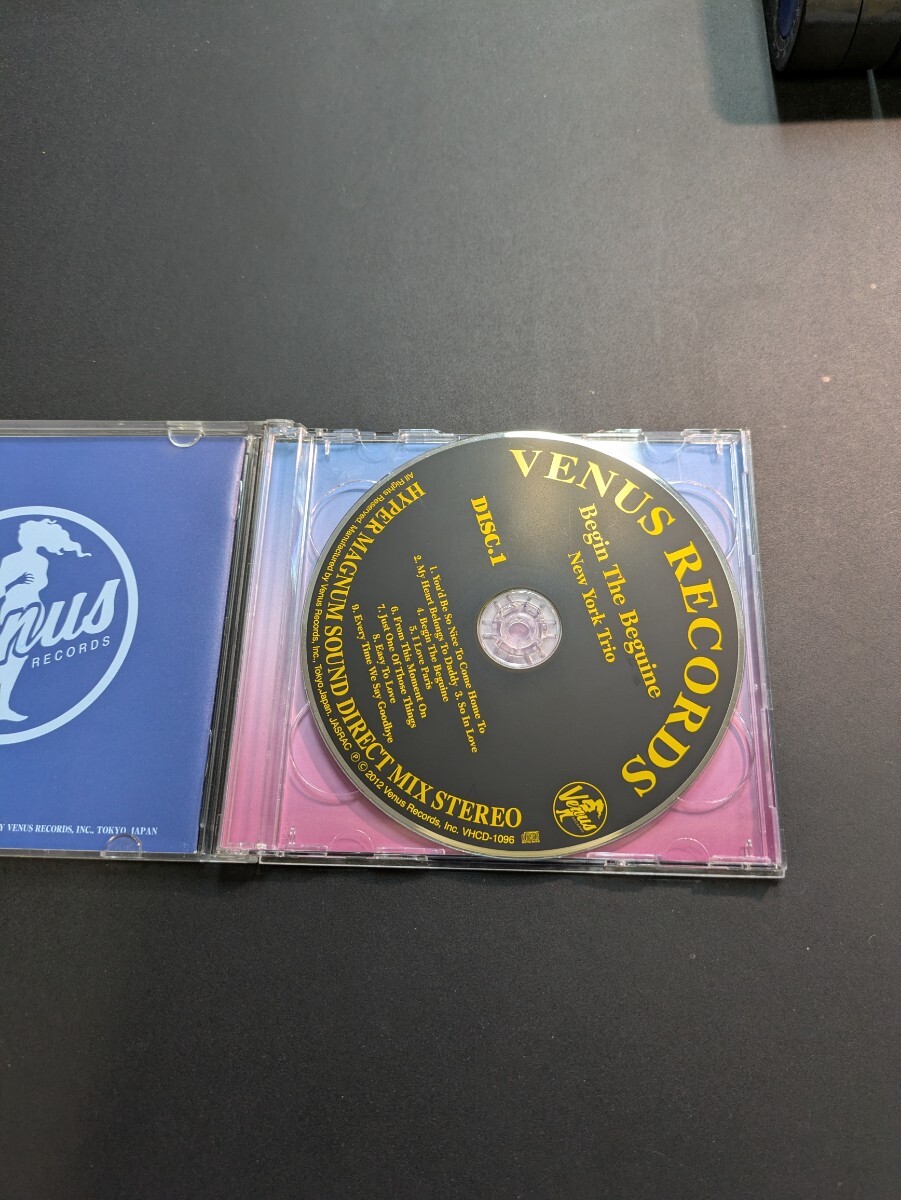 VENUS RECORDS
Begin The Beguine
New York Trio
DISC.1
1. You'd Be So Nice To Come Home To
2. My Heart Belongs To Daddy 3. So In Love
4. Begin The Beguine
5. I Love Paris
6. From This Moment On
7. Just One Of Those Things
8. Easy To Love
9. Every Time We Say Goodbye
HYPER MAGNUM SOUND DIRECT MIX STEREO
All Rights Reserved. Manufactured by Venus Records, Inc., Tokyo, Japan. JASRAC Ⓟ © 2012 Venus Records, Inc. VHCD-1096
Venus
enus
RECORDS
Y VENUS RECORDS, INC., TOKYO JAPAN